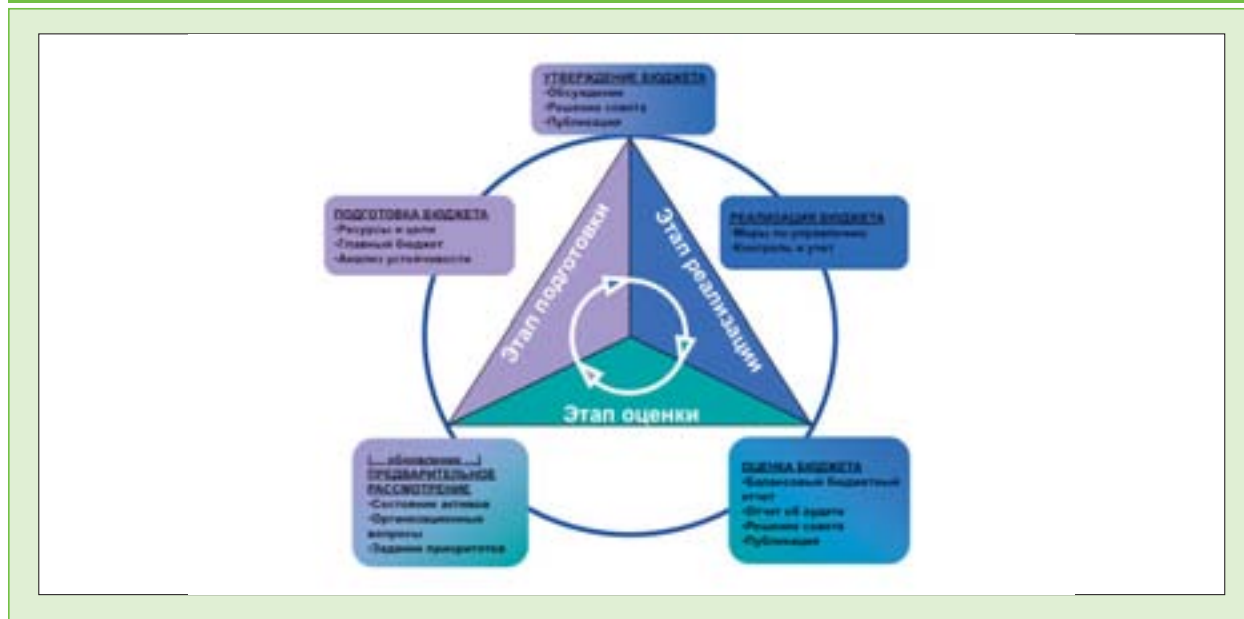 УТВЕРЖДЕНИЕ БЮДЖЕТА
•Обсуждение
•Решение совета
•Публикация
ПОДГОТОВКА БЮДЖЕТА
•Ресурсы и цели
•Главный бюджет
•Анализ устойчивости
РЕАЛИЗАЦИЯ БЮДЖЕТА
•Меры по управлению
•Контроль и учет
Этап подготовки
Этап реализации
Этап оценки
(... обновление ...)
ПРЕДВАРИТЕЛЬНОЕ
РАССМОТРЕНИЕ
•Состояние активов
•Организационные
вопросы
•Задание приоритетов
ОЦЕНКА БЮДЖЕТА
•Балансовый бюджетный
отчет
•Отчет об аудите
•Решение совета
•Публикация